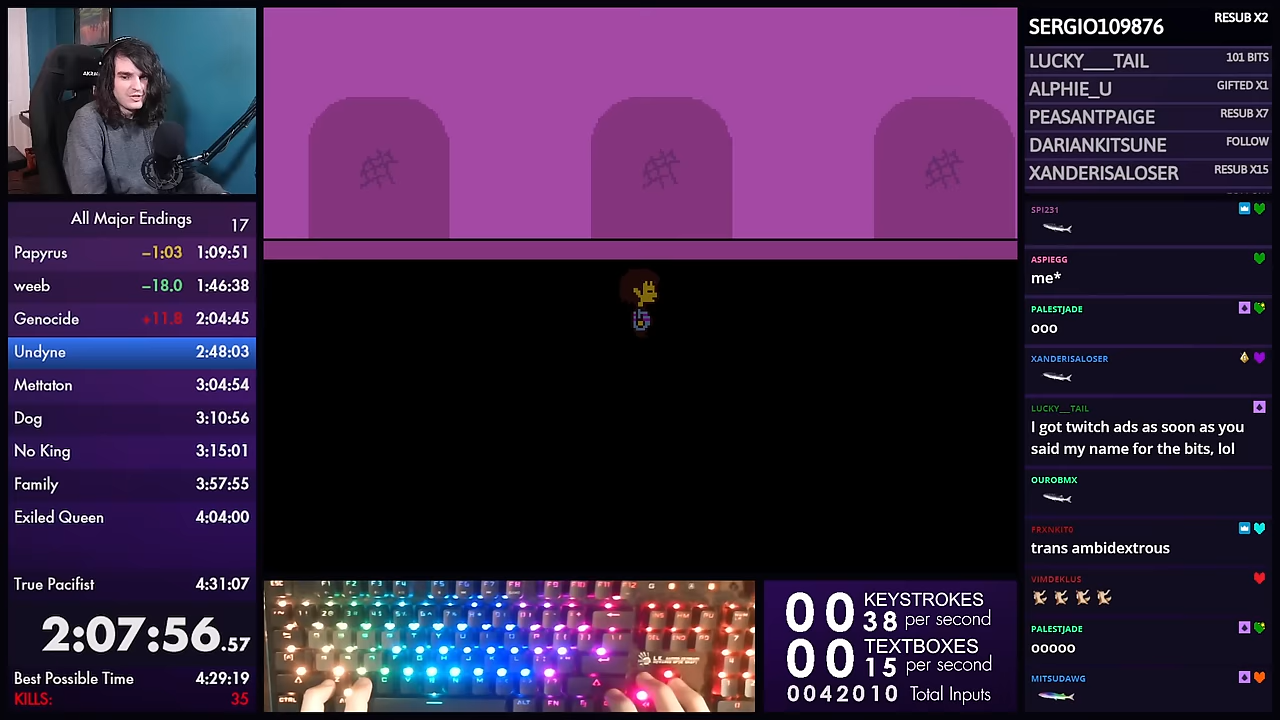 All Major Endings 17
Papyrus −1:03 1:09:51
weeb −18.0 1:46:38
Genocide +11.8 2:04:45
Undyne 2:48:03
Mettaton 3:04:54
Dog 3:10:56
No King 3:15:01
Family 3:57:55
Exiled Queen 4:04:00
True Pacifist 4:31:07
2:07:56.57
Best Possible Time 4:29:19
KILLS: 35
00 38 KEYSTROKES per second
00 15 TEXTBOXES per second
0042010 Total Inputs
SERGIO109876 RESUB X2
LUCKY___TAIL 101 BITS
ALPHIE_U GIFTED X1
PEASANTPAIGE RESUB X7
DARIANKITSUNE FOLLOW
XANDERISALOSER RESUB X15
SPI231
ASPIEGG
me*
PALESTJADE
ooo
XANDERISALOSER
LUCKY__TAIL
I got twitch ads as soon as you
said my name for the bits, lol
OUROBMX
FRXNKIT0
trans ambidextrous
VIMDEKLUS
PALESTJADE
ooooo
MITSUDAWG